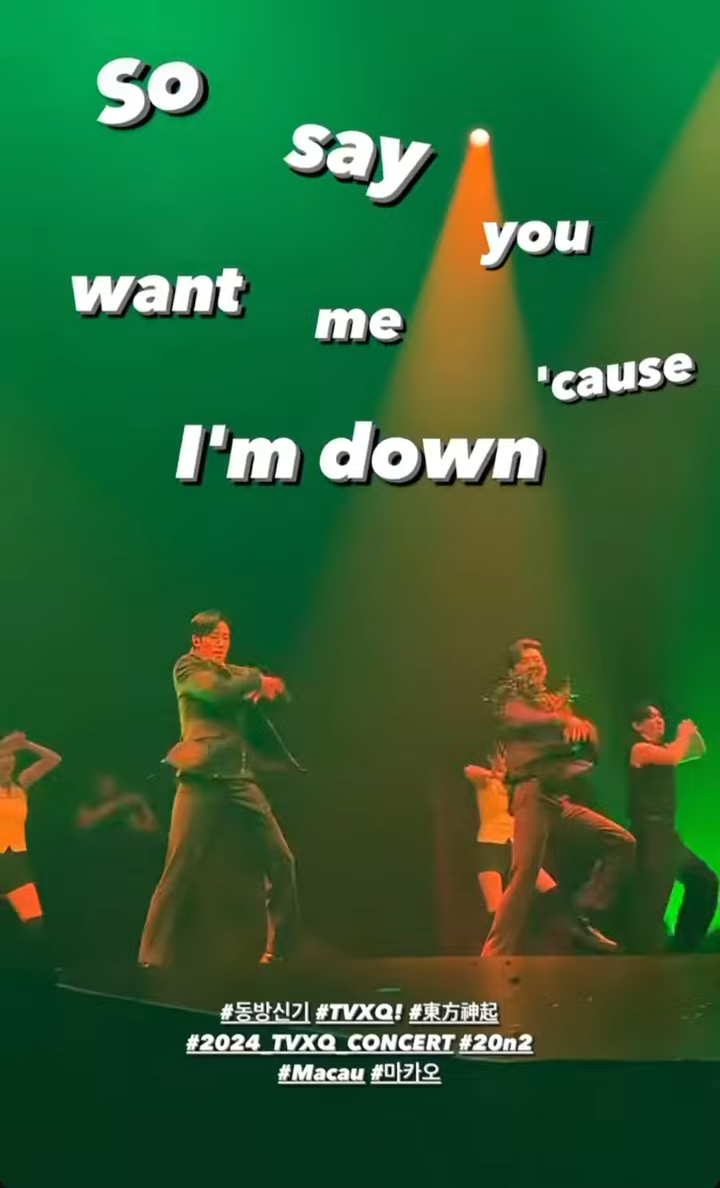 So
say
you
want
me
'cause
I'm down
#동방신기 #TVXQ! #東方神起
#2024_TVXQ_CONCERT #20n2
#Macau #마카오